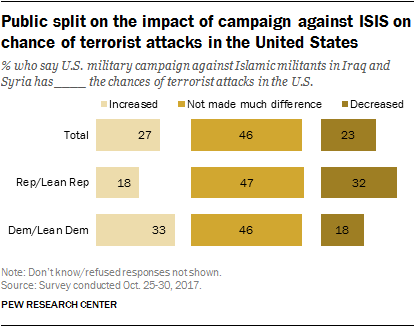 Public split on the impact of campaign against ISIS on
chance of terrorist attacks in the United States
% who say U.S. military campaign against Islamic militants in Iraq and
Syria has_____ the chances of terrorist attacks in the U.S.
Increased Not made much difference Decreased
Total 27 46 23
Rep/Lean Rep 18 47 32
Dem/Lean Dem 33 46 18
Note: Don't know/refused responses not shown.
Source: Survey conducted Oct. 25-30, 2017.
PEW RESEARCH CENTER